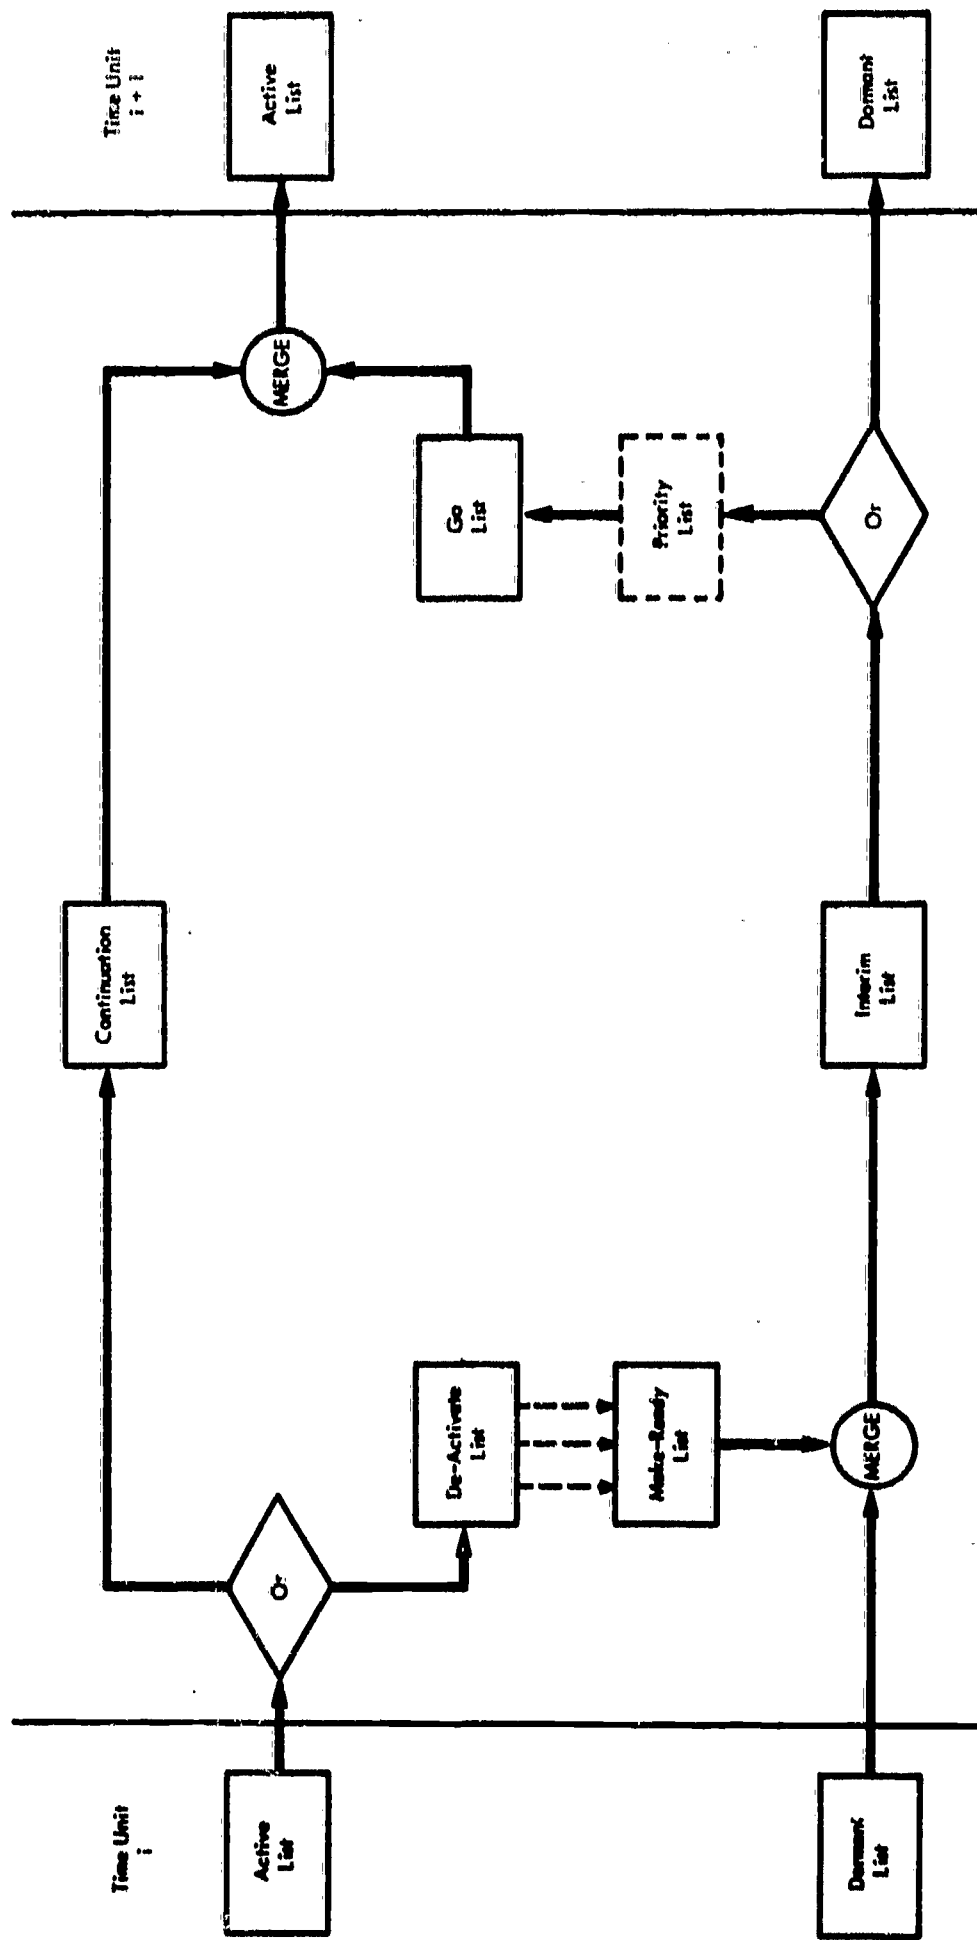 Time Unit
i
Active
List
Dormant
List
Or
De-Activate
List
Make-Ready
List
MERGE
Continuation
List
Interim
List
Or
Priority
List
Go
List
MERGE
Time Unit
i + 1
Active
List
Dormant
List